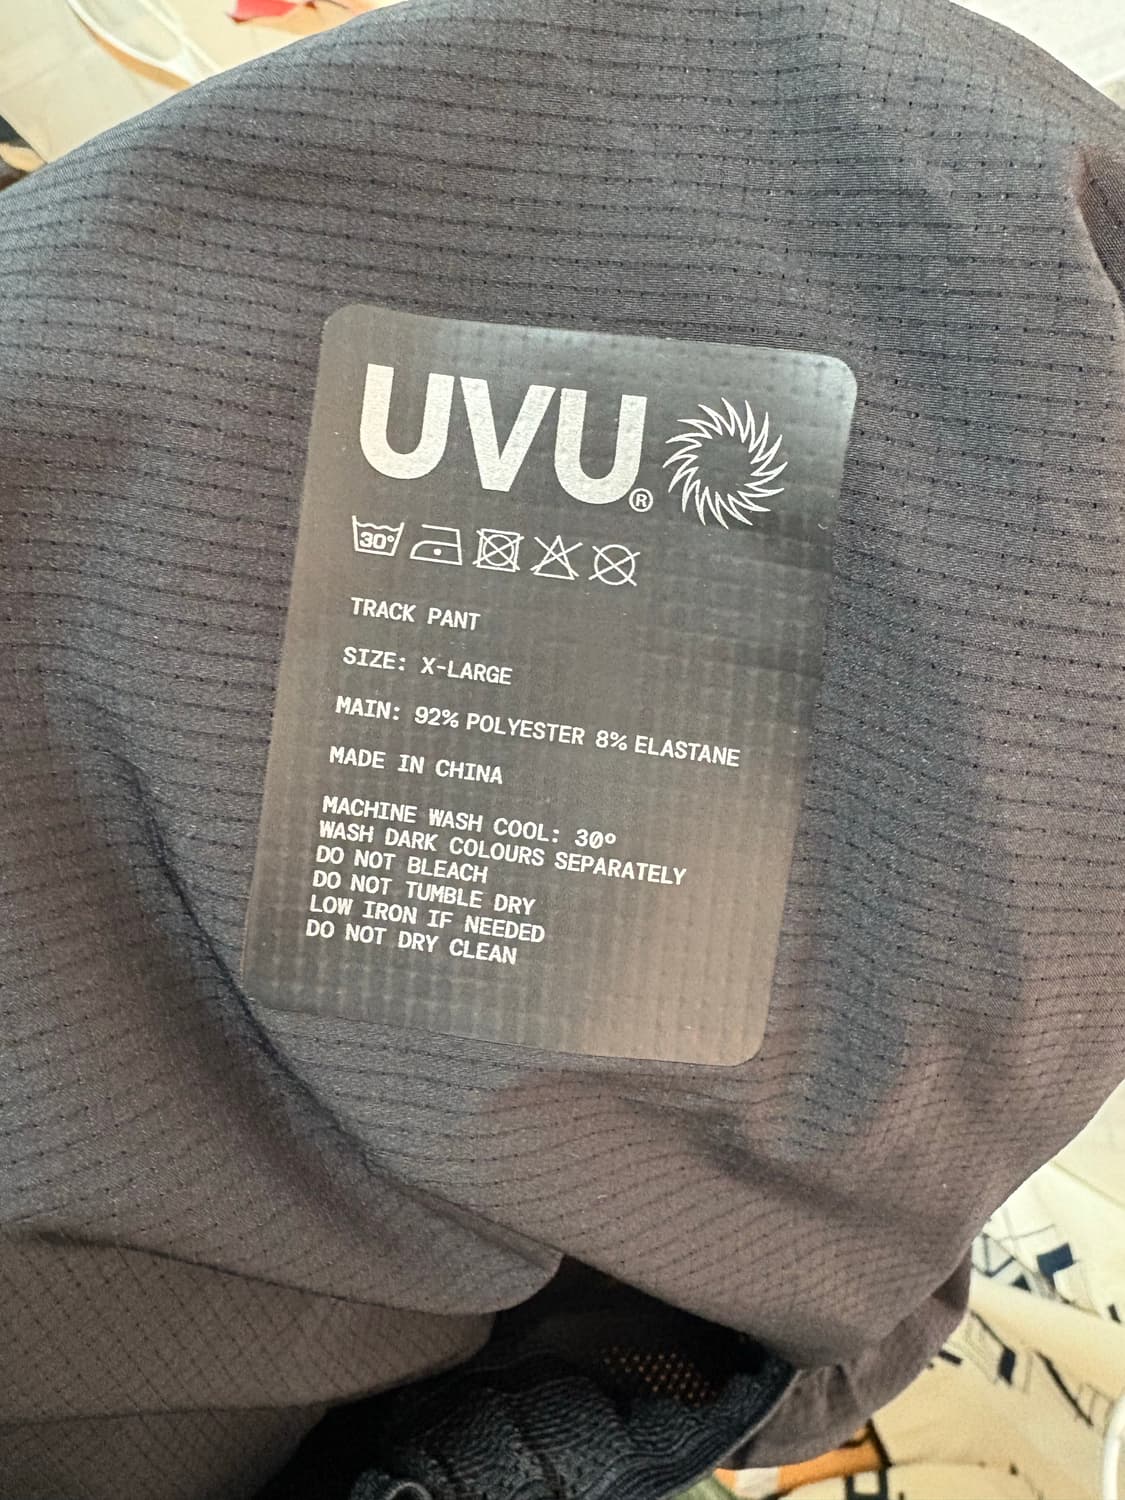 UVU®
30°
TRACK PANT
SIZE: X-LARGE
MAIN: 92% POLYESTER 8% ELASTANE
MADE IN CHINA
MACHINE WASH COOL: 30º
WASH DARK COLOURS SEPARATELY
DO NOT BLEACH
DO NOT TUMBLE DRY
LOW IRON IF NEEDED
DO NOT DRY CLEAN